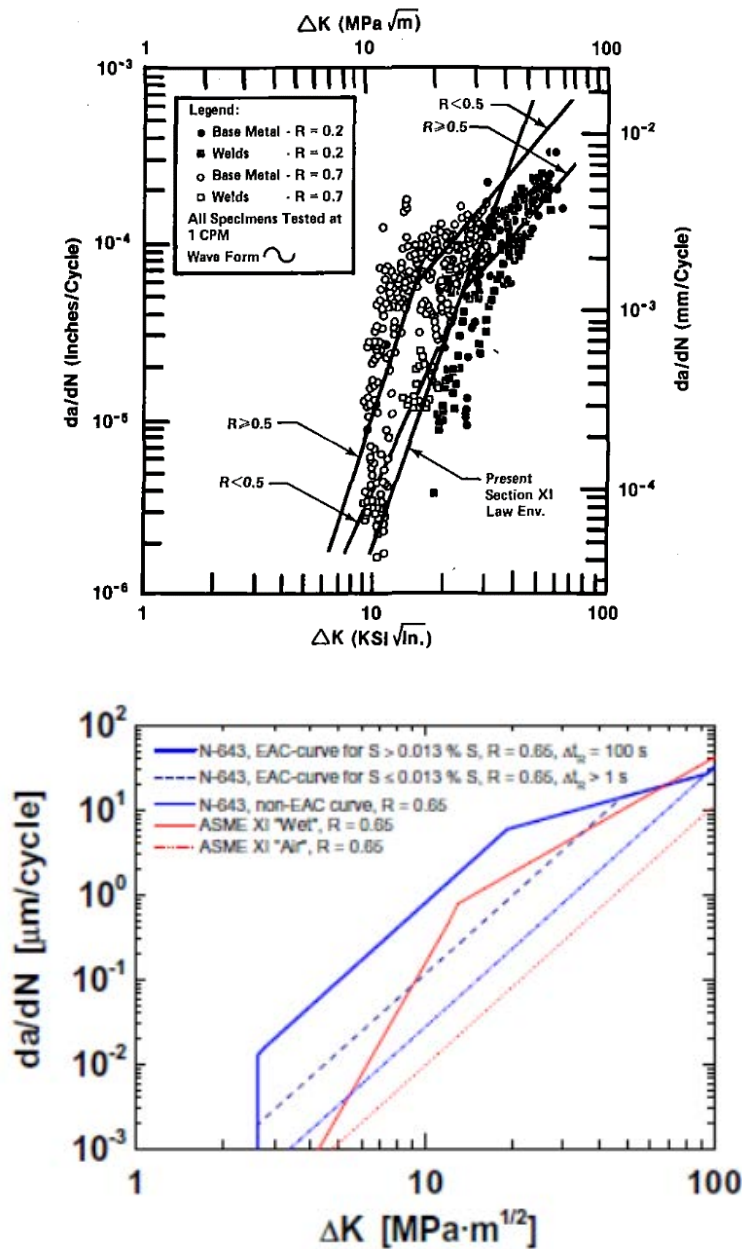 ΔK (MPa √m)
1 10 100
10⁻³
Legend:
● Base Metal - R = 0.2
■ Welds - R = 0.2
○ Base Metal - R = 0.7
□ Welds - R = 0.7
All Specimens Tested at
1 CPM
Wave Form
R<0.5
R⩾0.5
10⁻²
10⁻⁴
da/dN (Inches/Cycle)
10⁻³
da/dN (mm/Cycle)
10⁻⁵
R⩾0.5
R<0.5
Present
Section XI
Law Env.
10⁻⁴
10⁻⁶
1 10 100
ΔK (KSI √In.)
10²
N-643, EAC-curve for S > 0.013 % S, R = 0.65, Δt_R = 100 s
N-643, EAC-curve for S ≤ 0.013 % S, R = 0.65, Δt_R > 1 s
N-643, non-EAC curve, R = 0.65
ASME XI "Wet", R = 0.65
ASME XI "Air", R = 0.65
10¹
10⁰
10⁻¹
10⁻²
10⁻³
da/dN [μm/cycle]
1 10 100
ΔK [MPa·m^1/2]